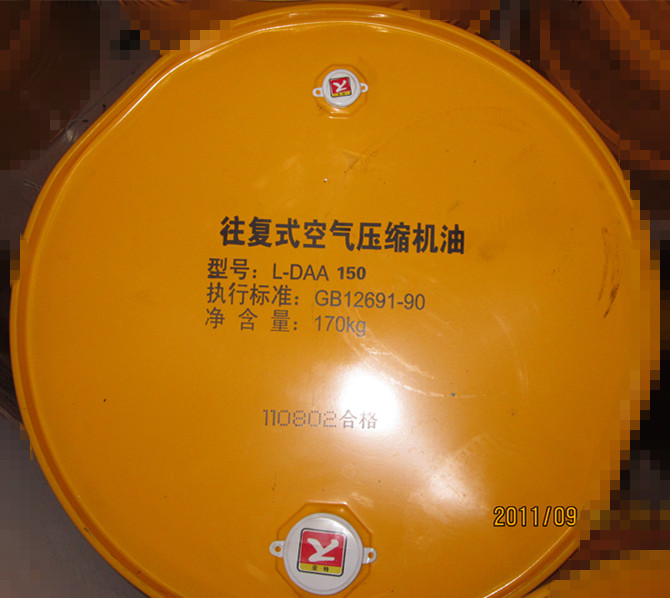 往复式空气压缩机油
型号：L-DAA 150
执行标准：GB12691-90
净 含 量：170kg
110802合格
2011/09